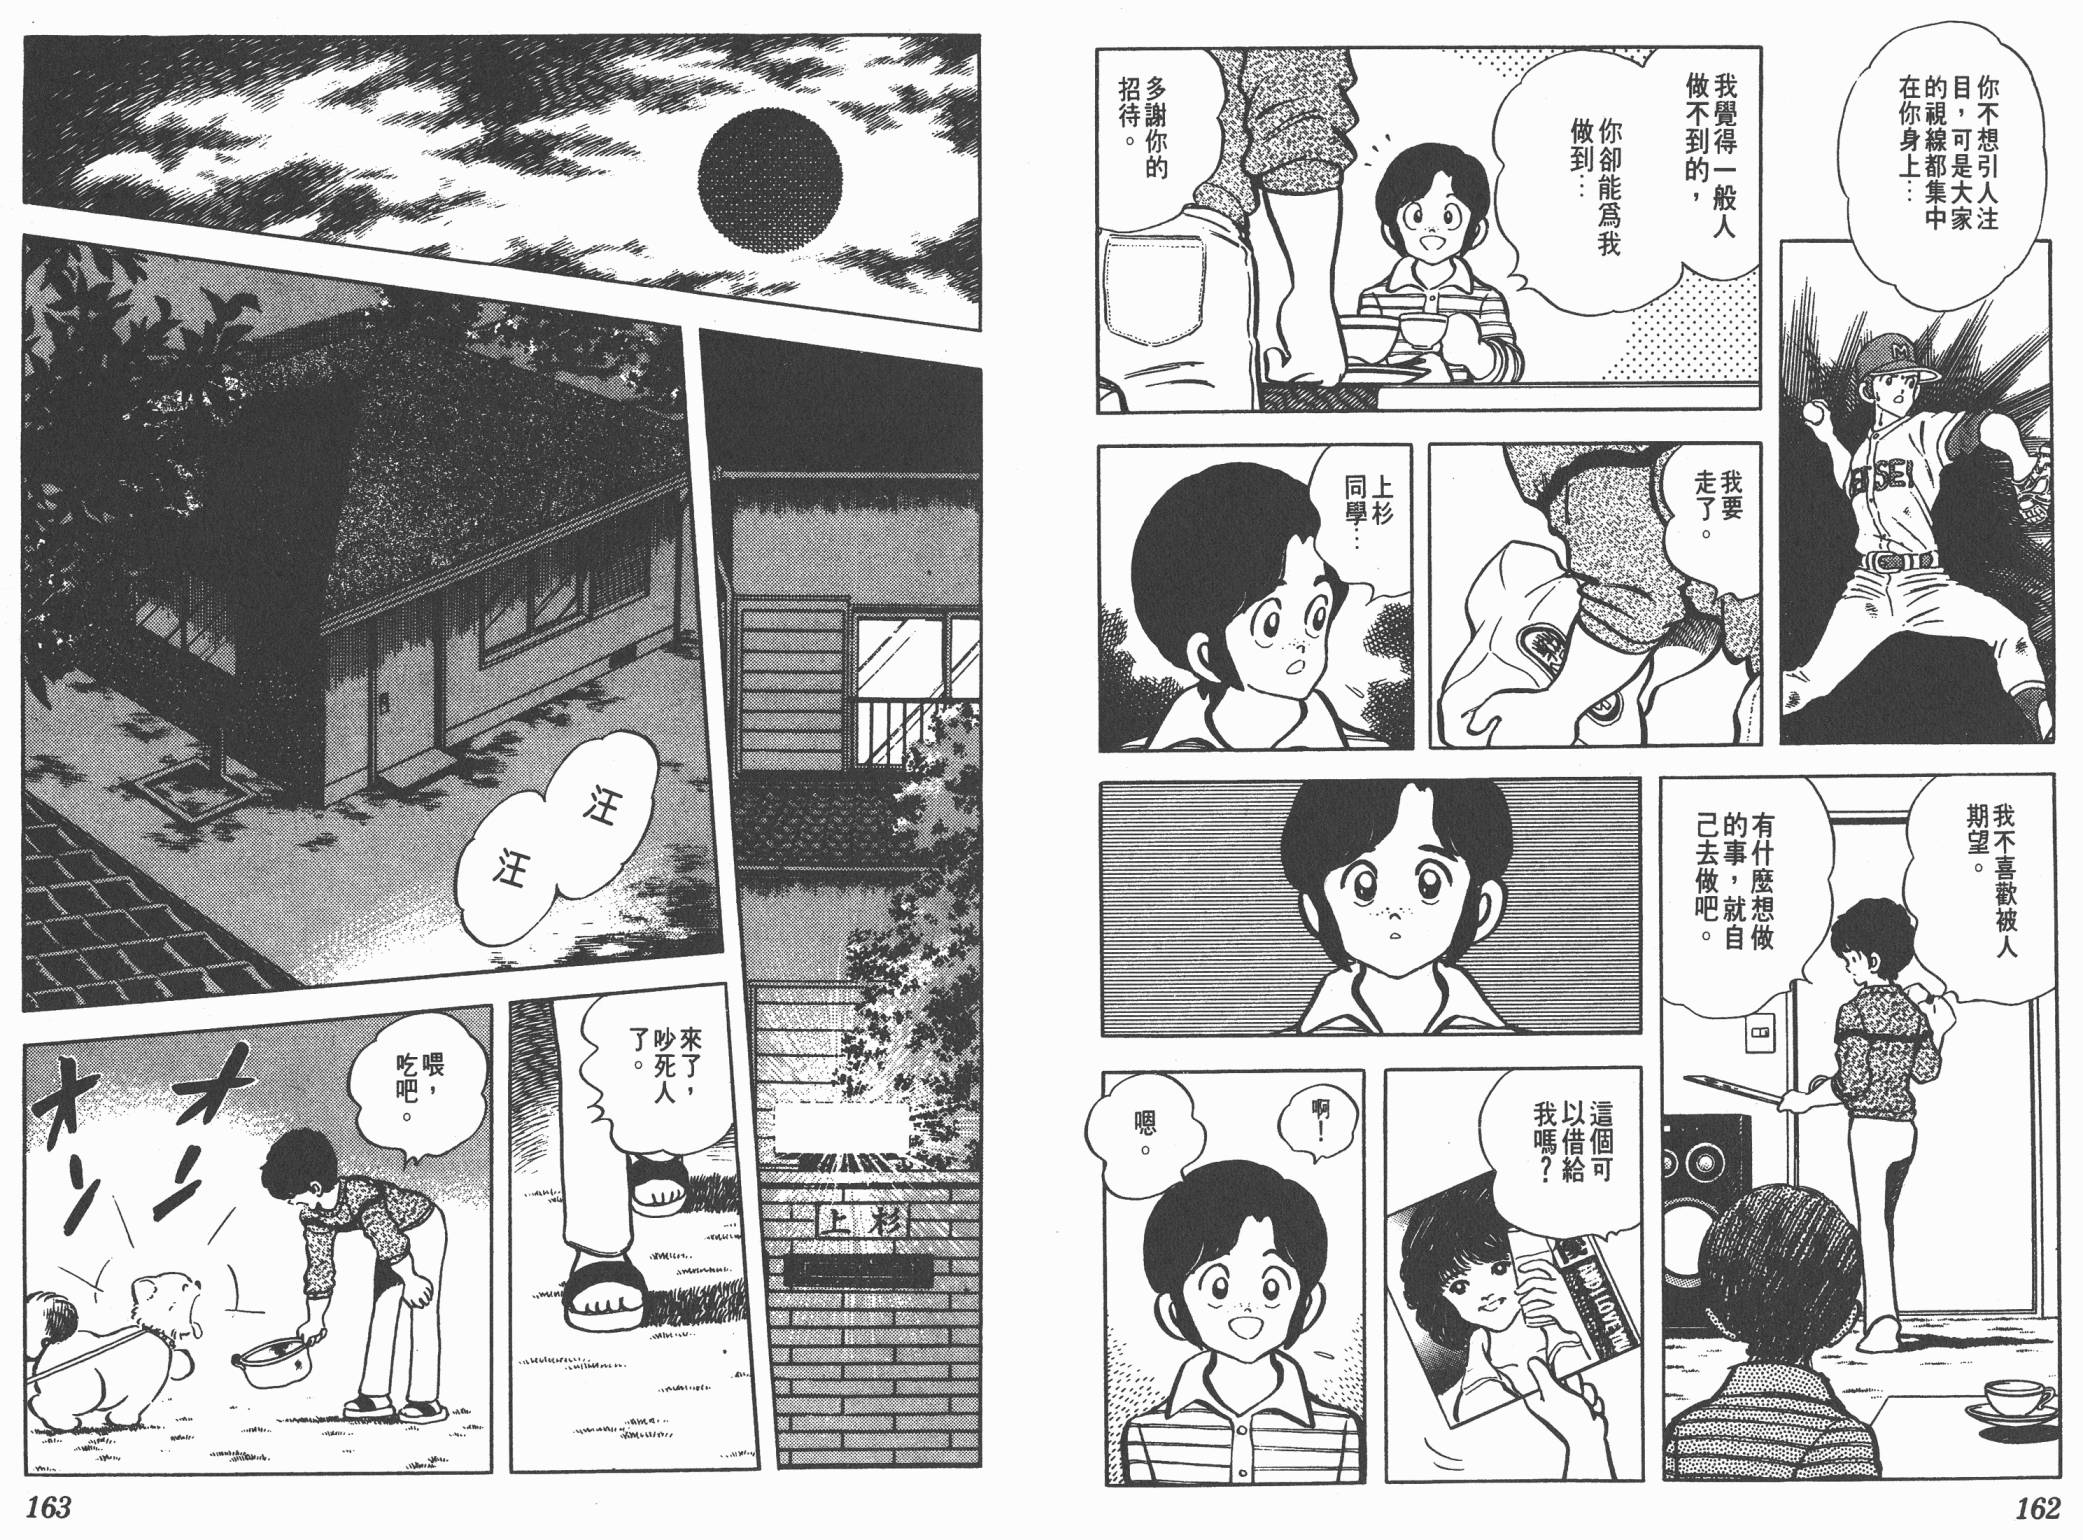 你不想引人注
目，可是大家
的視線都集中
在你身上…
M
SEI
我覺得一般人
做不到的，
你卻能爲我
做到…
多謝你的
招待。
我要
走了。
上杉
同學…
我不喜歡被人
期望。
有什麼想做
的事，就自
己去做吧。
這個可
以借給
我嗎？
啊！
嗯。
162
汪
汪
上杉
來了，
吵死人
了。
喂，
吃吧。
オ
オ
ン
ン
163